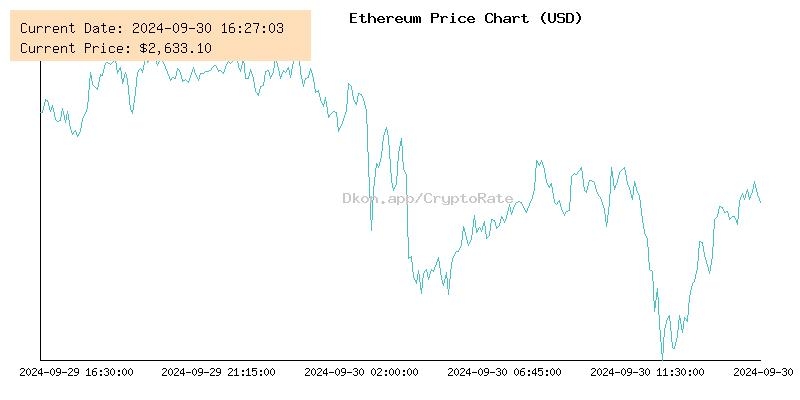 Ethereum Price Chart (USD)
Current Date: 2024-09-30 16:27:03
Current Price: $2,633.10
Dkon.app/CryptoRate
2024-09-29 16:30:00
2024-09-29 21:15:00
2024-09-30 02:00:00
2024-09-30 06:45:00
2024-09-30 11:30:00
2024-09-30